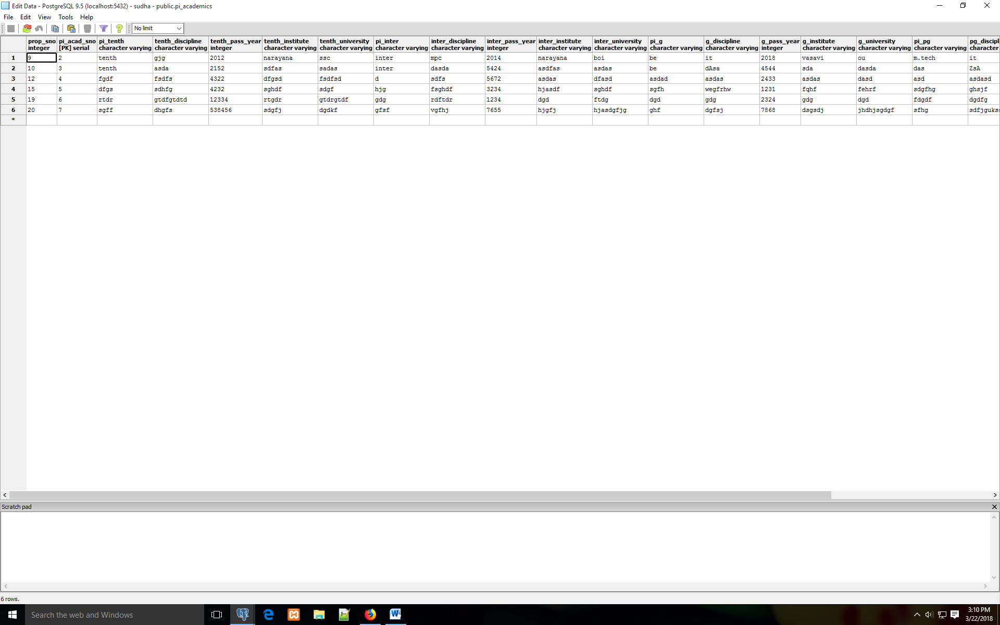 Edit Data - PostgreSQL 9.5 (localhost:5432) - sudha - public.pi_academics
File Edit View Tools Help
No limit
prop_sno pi_acad_sno pi_tenth tenth_discipline tenth_pass_year tenth_institute tenth_university pi_inter inter_discipline inter_pass_year inter_institute inter_university pi_g g_discipline g_pass_year g_institute g_university pi_pg pg_discipl
integer [PK] serial character varying character varying integer character varying character varying character varying character varying integer character varying character varying character varying character varying integer character varying character varying character varying character
1 9 2 tenth gjg 2012 narayana ssc inter mpc 2014 narayana boi be it 2018 vasavi ou m.tech it
2 10 3 tenth asda 2152 sdfas sadas inter dasda 5424 asdfas asdas be dAsa 4544 sda dasda das ZsA
3 12 4 fgdf fsdfs 4322 dfgsd fsdfsd d sdfs 5672 asdas dfasd asdad asdas 2433 asdas dasd asd asdasd
4 15 5 dfgs sdhfg 4232 sghdf sdgf hjg fsghdf 3234 hjasdf sghdf sgfh wegfrhw 1231 fqhf fehrf sdgfhg ghsjf
5 19 6 rtdr gtdfgtdtd 12334 rtgdr gtdrgtdf gdg rdftdr 1234 dgd ftdg dgd gdg 2324 gdg dgd fdgdf dgdfg
6 20 7 sgff dhgfs 538456 sdgfj dgdkf gfsf vgfhj 7655 hjgfj hjasdgfjg ghf dgfsj 7868 dsgsdj jhdhjsgdgf sfhg
*
Scratch pad
6 rows.
Search the web and Windows
3:10 PM
3/22/2018